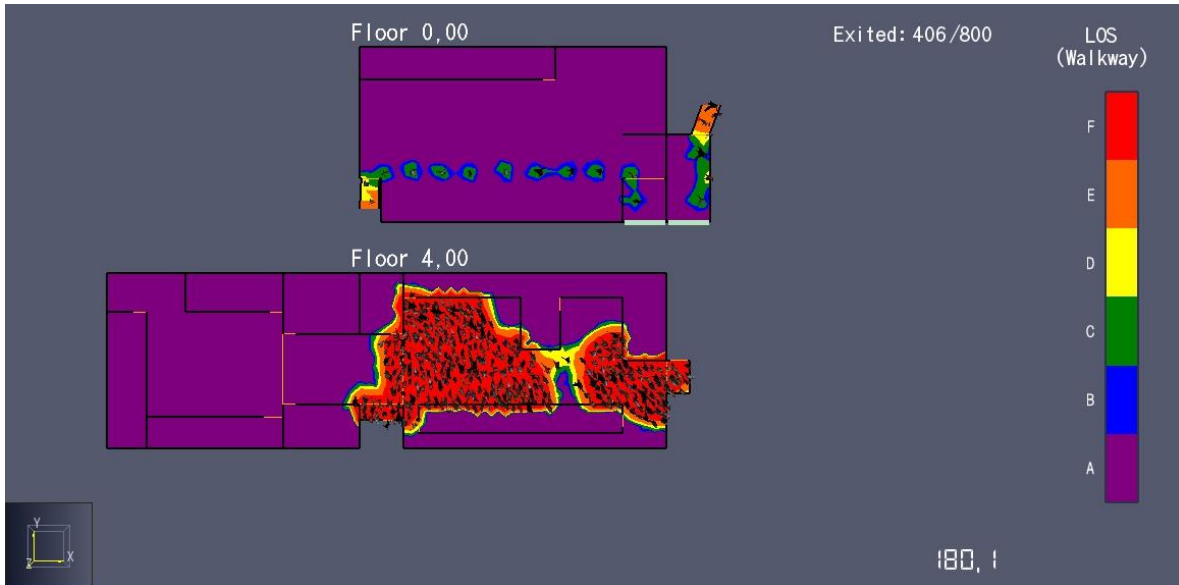 Floor 0,00
Exited: 406/800
LOS
(Walkway)
F
E
D
C
B
A
Floor 4,00
Y
Z
X
180,1